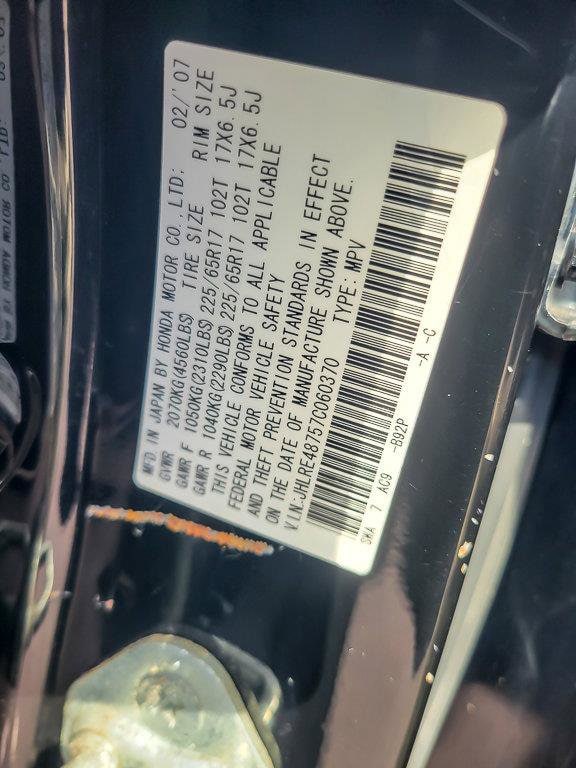 MFD. IN JAPAN BY HONDA MOTOR CO., LTD: 02/'07
GVWR 2070KG(4560LBS) TIRE SIZE RIM SIZE
GAWR F 1050KG(2310LBS) 225/65R17 102T 17X6.5J
GAWR R 1040KG(2290LBS) 225/65R17 102T 17X6.5J
THIS VEHICLE CONFORMS TO ALL APPLICABLE
FEDERAL MOTOR VEHICLE SAFETY
AND THEFT PREVENTION STANDARDS IN EFFECT
ON THE DATE OF MANUFACTURE SHOWN ABOVE.
V.I.N.:JHLRE48757C060370 TYPE: MPV
SWA 7 AC9 -B92P -A -C